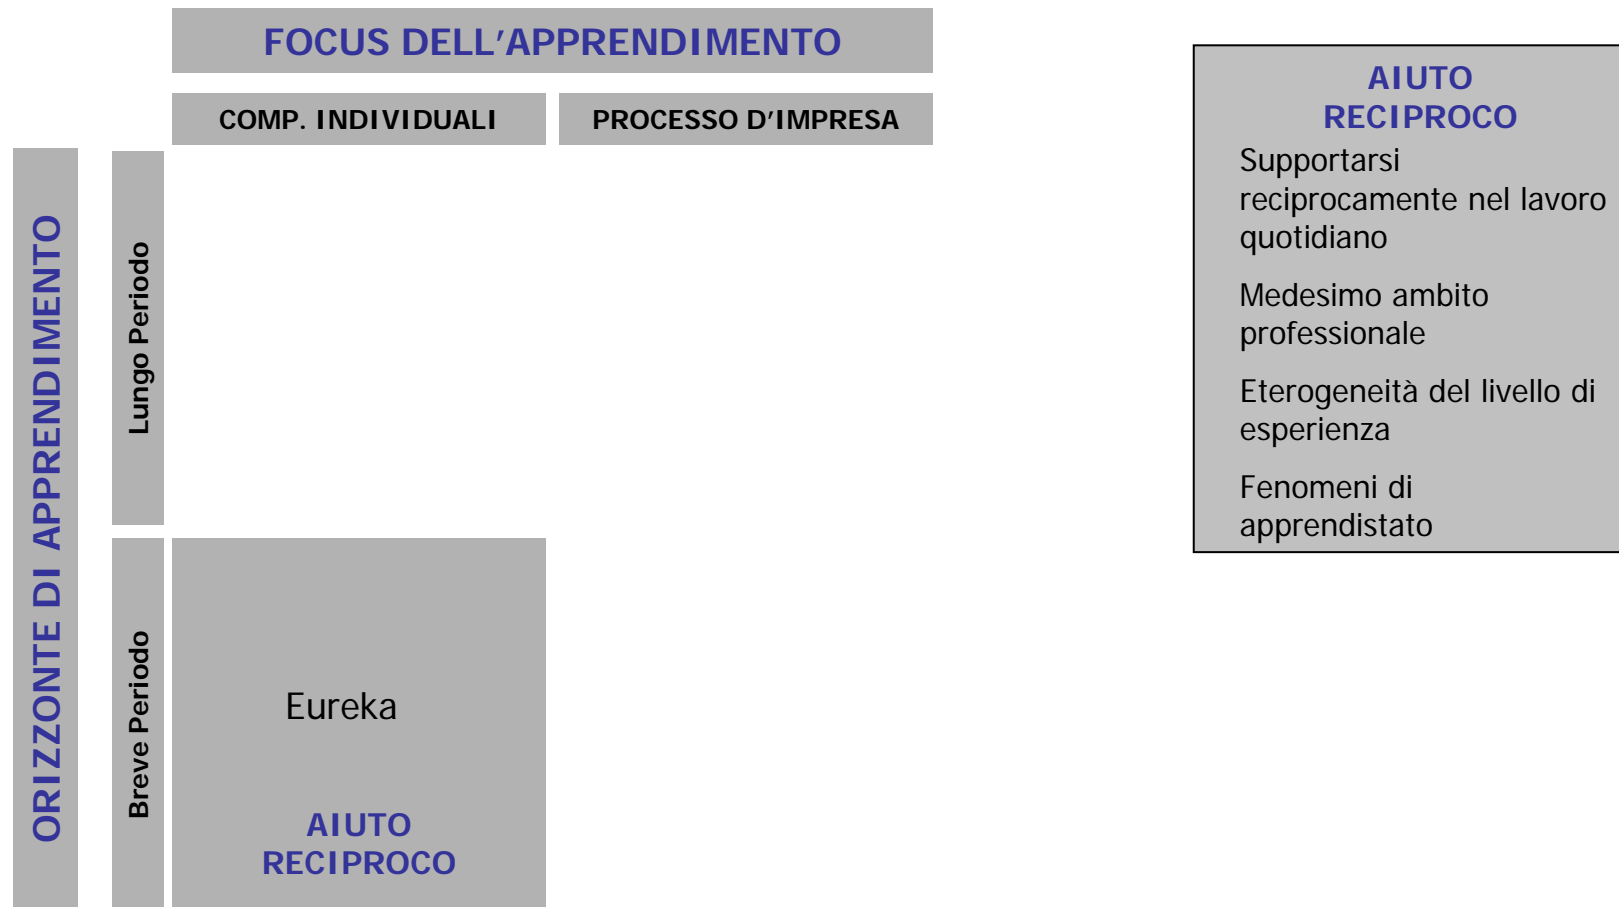 FOCUS DELL'APPRENDIMENTO
COMP. INDIVIDUALI
PROCESSO D'IMPRESA
ORIZZONTE DI APPRENDIMENTO
Lungo Periodo
Breve Periodo
Eureka
AIUTO
RECIPROCO
AIUTO
RECIPROCO
Supportarsi
reciprocamente nel lavoro
quotidiano
Medesimo ambito
professionale
Eterogeneità del livello di
esperienza
Fenomeni di
apprendistato